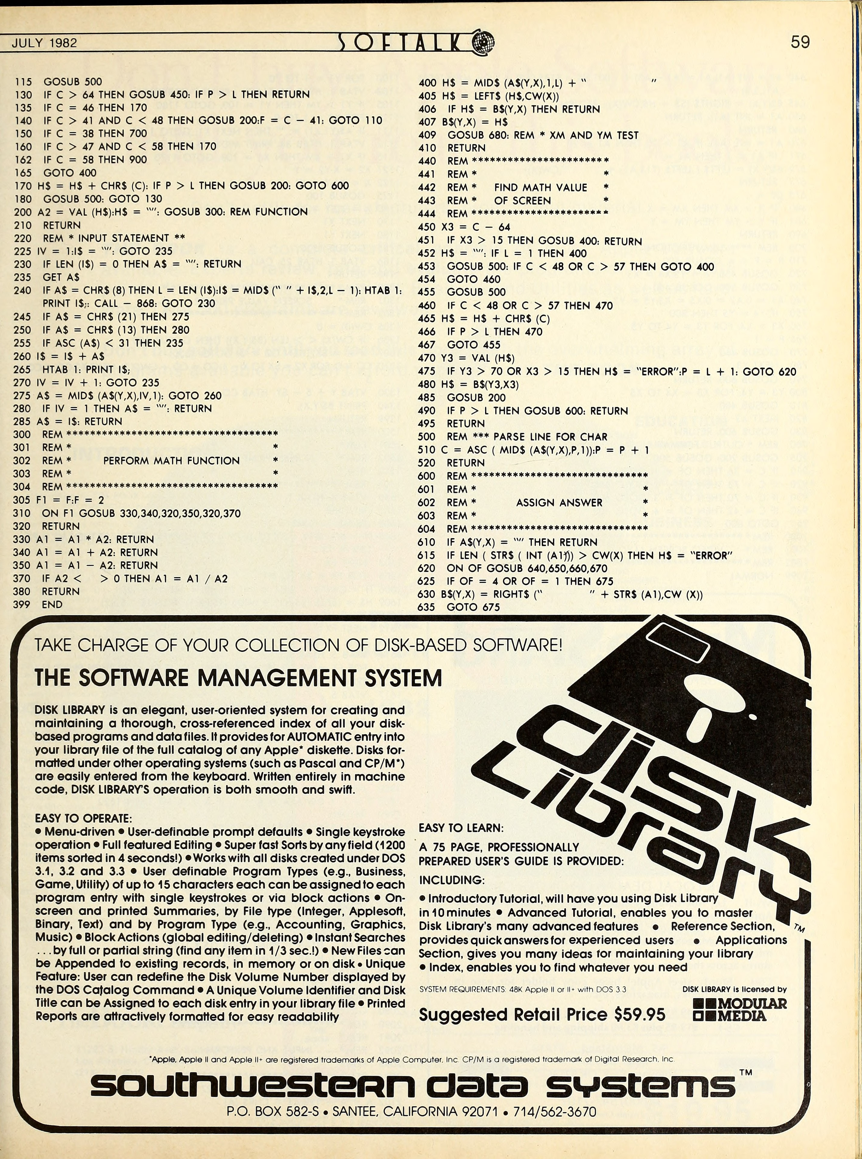 JULY 1982
SOFTALK
59
115 GOSUB 500
130 IF C > 64 THEN GOSUB 450: IF P > L THEN RETURN
135 IF C = 46 THEN 170
140 IF C > 41 AND C < 48 THEN GOSUB 200:F = C - 41: GOTO 110
150 IF C = 38 THEN 700
160 IF C > 47 AND C < 58 THEN 170
162 IF C = 58 THEN 900
165 GOTO 400
170 H$ = H$ + CHR$ (C): IF P > L THEN GOSUB 200: GOTO 600
180 GOSUB 500: GOTO 130
200 A2 = VAL (H$):H$ = "": GOSUB 300: REM FUNCTION
210 RETURN
220 REM * INPUT STATEMENT **
225 IV = 1:I$ = "": GOTO 235
230 IF LEN (I$) = 0 THEN A$ = "": RETURN
235 GET A$
240 IF A$ = CHR$ (8) THEN L = LEN (I$):I$ = MID$ (" " + I$,2,L - 1): HTAB 1:
PRINT I$;: CALL - 868: GOTO 230
245 IF A$ = CHR$ (21) THEN 275
250 IF A$ = CHR$ (13) THEN 280
255 IF ASC (A$) < 31 THEN 235
260 I$ = I$ + A$
265 HTAB 1: PRINT I$;
270 IV = IV + 1: GOTO 235
275 A$ = MID$ (A$(Y,X),IV,1): GOTO 260
280 IF IV = 1 THEN A$ = "": RETURN
285 A$ = I$: RETURN
300 REM ************************************
301 REM * *
302 REM * PERFORM MATH FUNCTION *
303 REM * *
304 REM ************************************
305 F1 = F:F = 2
310 ON F1 GOSUB 330,340,320,350,320,370
320 RETURN
330 A1 = A1 * A2: RETURN
340 A1 = A1 + A2: RETURN
350 A1 = A1 - A2: RETURN
370 IF A2 < > 0 THEN A1 = A1 / A2
380 RETURN
399 END
400 H$ = MID$ (A$(Y,X),1,L) + " "
405 H$ = LEFT$ (H$,CW(X))
406 IF H$ = B$(Y,X) THEN RETURN
407 B$(Y,X) = H$
409 GOSUB 680: REM * XM AND YM TEST
410 RETURN
440 REM ***********************
441 REM * *
442 REM * FIND MATH VALUE *
443 REM * OF SCREEN *
444 REM ***********************
450 X3 = C - 64
451 IF X3 > 15 THEN GOSUB 400: RETURN
452 H$ = "": IF L = 1 THEN 400
453 GOSUB 500: IF C < 48 OR C > 57 THEN GOTO 400
454 GOTO 460
455 GOSUB 500
460 IF C < 48 OR C > 57 THEN 470
465 H$ = H$ + CHR$ (C)
466 IF P > L THEN 470
467 GOTO 455
470 Y3 = VAL (H$)
475 IF Y3 > 70 OR X3 > 15 THEN H$ = "ERROR":P = L + 1: GOTO 620
480 H$ = B$(Y3,X3)
485 GOSUB 200
490 IF P > L THEN GOSUB 600: RETURN
495 RETURN
500 REM *** PARSE LINE FOR CHAR
510 C = ASC ( MID$ (A$(Y,X),P,1)):P = P + 1
520 RETURN
600 REM ******************************
601 REM * *
602 REM * ASSIGN ANSWER *
603 REM * *
604 REM ******************************
610 IF A$(Y,X) = "" THEN RETURN
615 IF LEN ( STR$ ( INT (A1))) > CW(X) THEN H$ = "ERROR"
620 ON OF GOSUB 640,650,660,670
625 IF OF = 4 OR OF = 1 THEN 675
630 B$(Y,X) = RIGHT$ (" " + STR$ (A1),CW (X))
635 GOTO 675
TAKE CHARGE OF YOUR COLLECTION OF DISK-BASED SOFTWARE!
THE SOFTWARE MANAGEMENT SYSTEM
DISK LIBRARY is an elegant, user-oriented system for creating and
maintaining a thorough, cross-referenced index of all your disk-
based programs and data files. It provides for AUTOMATIC entry into
your library file of the full catalog of any Apple* diskette. Disks for-
matted under other operating systems (such as Pascal and CP/M*)
are easily entered from the keyboard. Written entirely in machine
code, DISK LIBRARY'S operation is both smooth and swift.
EASY TO OPERATE:
• Menu-driven • User-definable prompt defaults • Single keystroke
operation • Full featured Editing • Super fast Sorts by any field (1200
items sorted in 4 seconds!) • Works with all disks created under DOS
3.1, 3.2 and 3.3 • User definable Program Types (e.g., Business,
Game, Utility) of up to 15 characters each can be assigned to each
program entry with single keystrokes or via block actions • On-
screen and printed Summaries, by File type (Integer, Applesoft,
Binary, Text) and by Program Type (e.g., Accounting, Graphics,
Music) • Block Actions (global editing/deleting) • Instant Searches
...by full or partial string (find any item in 1/3 sec.!) • New Files can
be Appended to existing records, in memory or on disk • Unique
Feature: User can redefine the Disk Volume Number displayed by
the DOS Catalog Command • A Unique Volume Identifier and Disk
Title can be Assigned to each disk entry in your library file • Printed
Reports are attractively formatted for easy readability
disk
Library™
EASY TO LEARN:
A 75 PAGE, PROFESSIONALLY
PREPARED USER'S GUIDE IS PROVIDED:
INCLUDING:
• Introductory Tutorial, will have you using Disk Library
in 10 minutes • Advanced Tutorial, enables you to master
Disk Library's many advanced features • Reference Section,
provides quick answers for experienced users • Applications
Section, gives you many ideas for maintaining your library
• Index, enables you to find whatever you need
SYSTEM REQUIREMENTS: 48K Apple II or II+ with DOS 3.3
Suggested Retail Price $59.95
DISK LIBRARY is licensed by
MODULAR
MEDIA
*Apple, Apple II and Apple II+ are registered trademarks of Apple Computer, Inc. CP/M is a registered trademark of Digital Research, Inc.
southwestern data systems™
P.O. BOX 582-S • SANTEE, CALIFORNIA 92071 • 714/562-3670